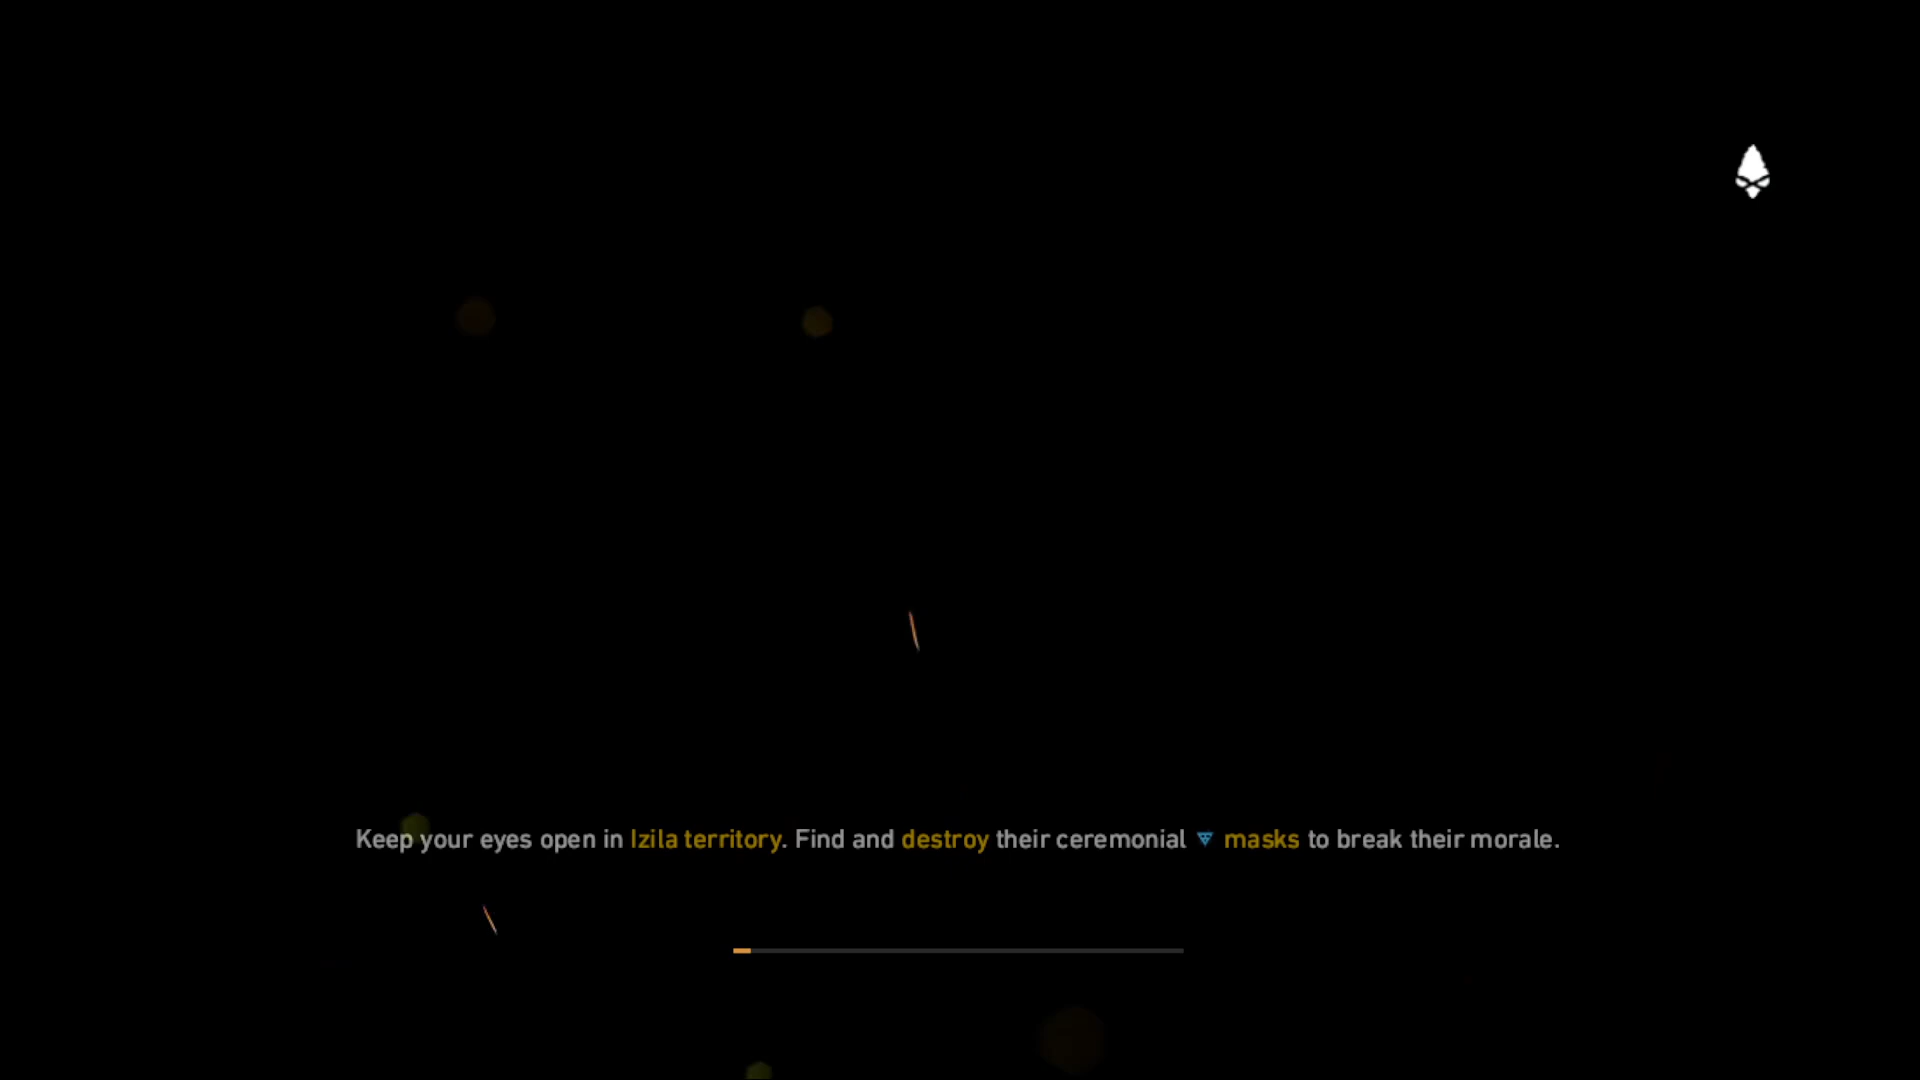 Keep your eyes open in Izila territory. Find and destroy their ceremonial masks to break their morale.